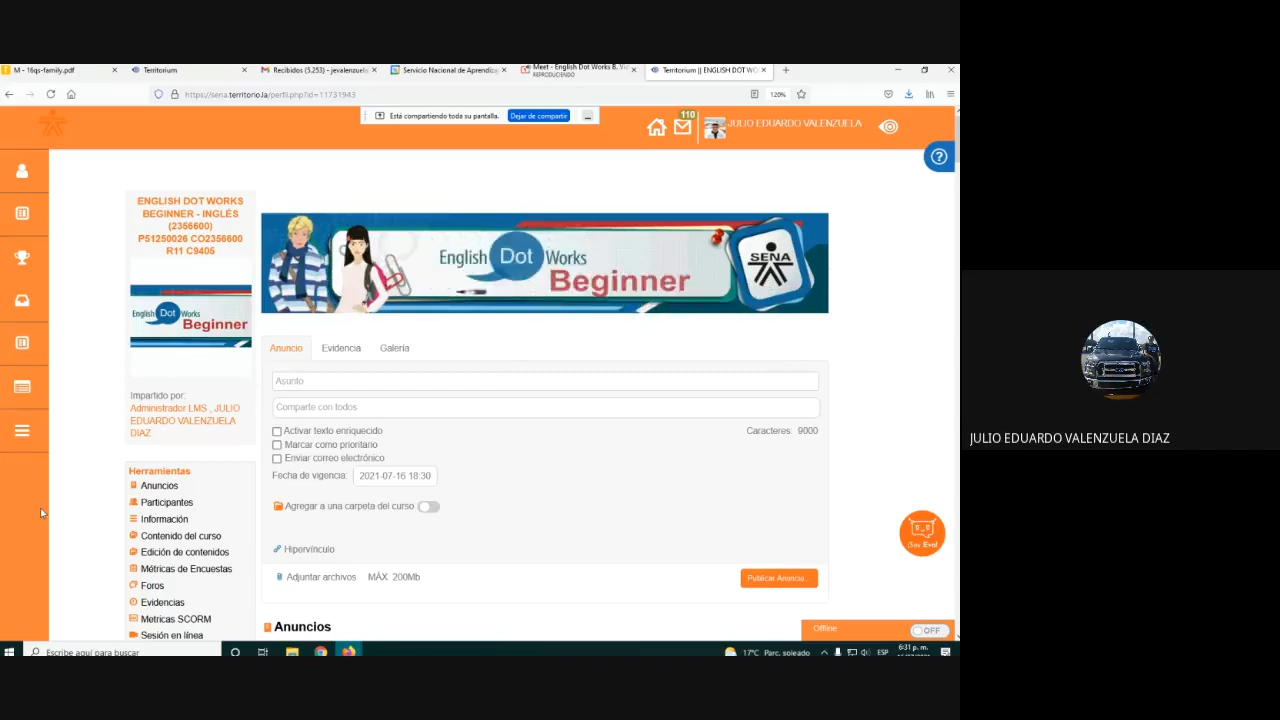 M - 16qs-family.pdf
Territorium
Recibidos (5.253) - jevalenzuela
Servicio Nacional de Aprendiza
Meet - English Dot Works B, Vi
REPRODUCIENDO
Territorium || ENGLISH DOT WO
https://sena.territorio.la/perfil.php?id=11731943
120%
Está compartiendo toda su pantalla.
Dejar de compartir
110
JULIO EDUARDO VALENZUELA
ENGLISH DOT WORKS
BEGINNER - INGLÉS
(2356600)
P51250026 CO2356600
R11 C9405
English Dot Works
Beginner
SENA
English Dot Works
Beginner
Impartido por:
Administrador LMS , JULIO
EDUARDO VALENZUELA
DIAZ
Herramientas
Anuncios
Participantes
Información
Contenido del curso
Edición de contenidos
Métricas de Encuestas
Foros
Evidencias
Metricas SCORM
Sesión en línea
Anuncio
Evidencia
Galería
Asunto
Comparte con todos
Activar texto enriquecido
Caracteres: 9000
Marcar como prioritario
Enviar correo electrónico
Fecha de vigencia: 2021-07-16 18:30
Agregar a una carpeta del curso
Hipervínculo
Adjuntar archivos MÁX. 200Mb
Publicar Anuncio...
Anuncios
¡Soy Eva!
Offline
OFF
Escribe aquí para buscar
17°C Parc. soleado
ESP
6:31 p. m.
JULIO EDUARDO VALENZUELA DIAZ